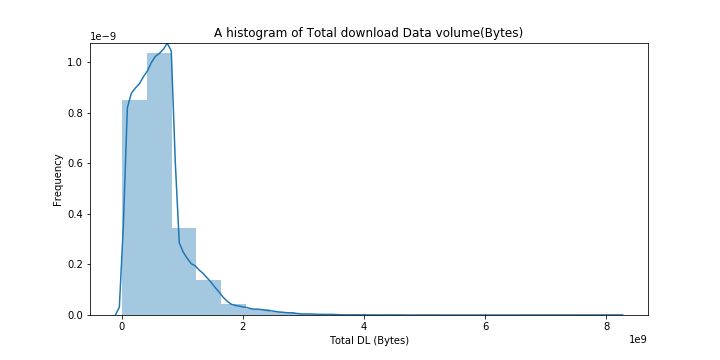 A histogram of Total download Data volume(Bytes)
1e−9
1.0
0.8
0.6
0.4
0.2
0.0
Frequency
0
2
4
6
8
1e9
Total DL (Bytes)